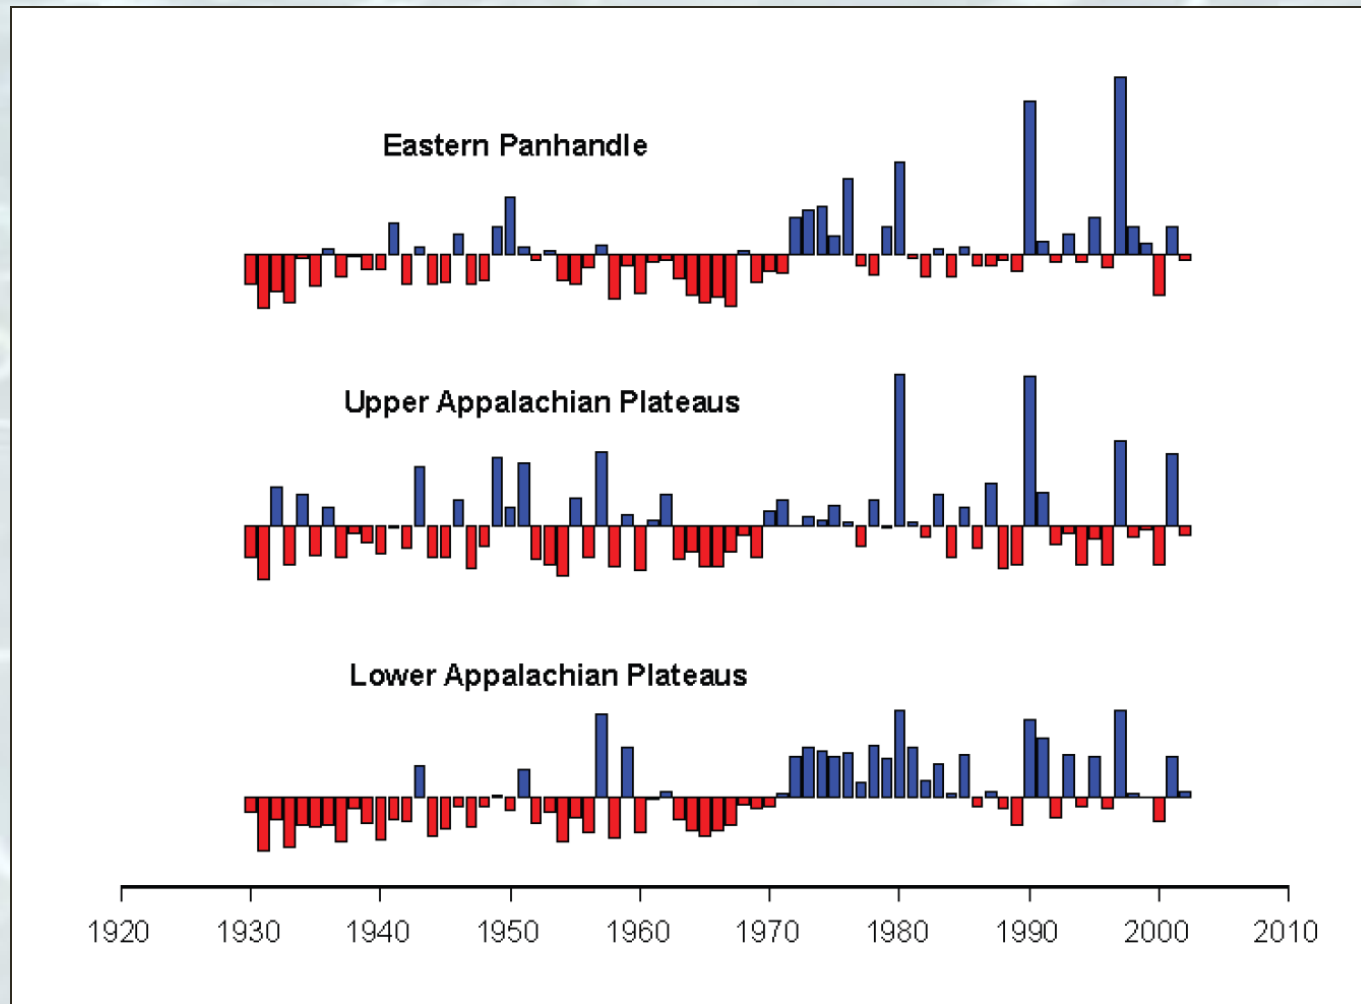 Eastern Panhandle
Upper Appalachian Plateaus
Lower Appalachian Plateaus
1920 1930 1940 1950 1960 1970 1980 1990 2000 2010